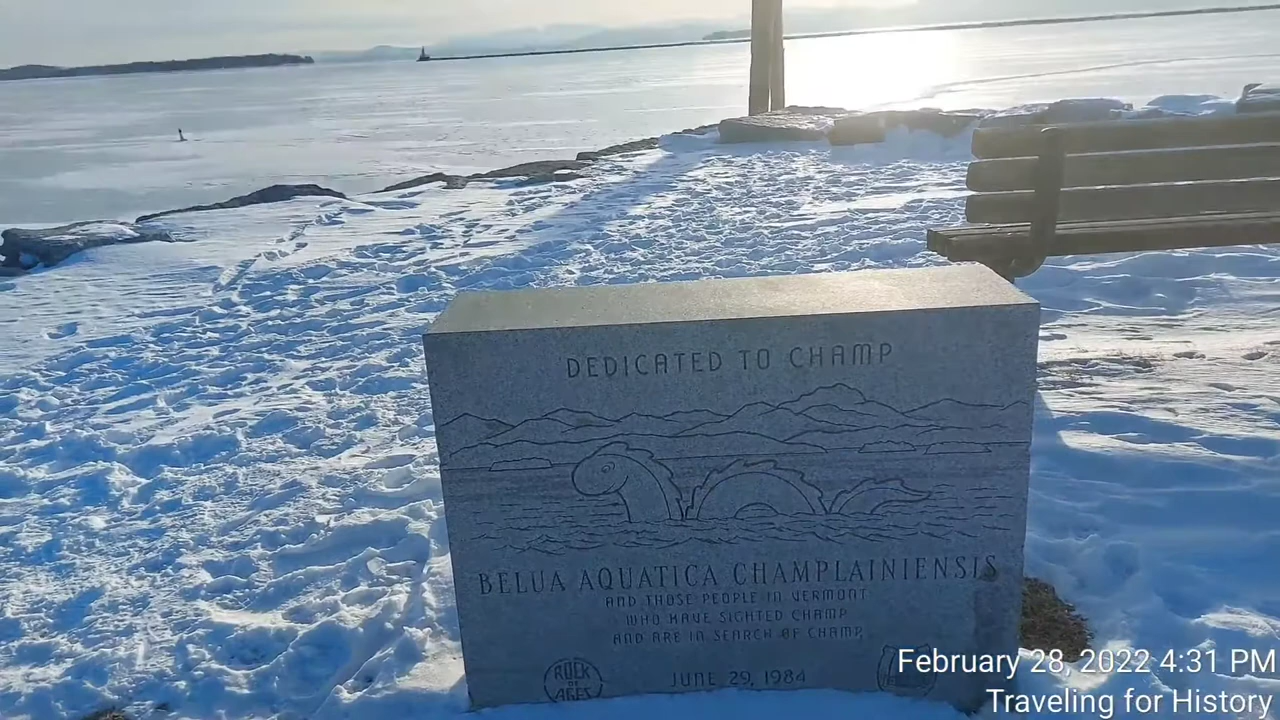 DEDICATED TO CHAMP
BELUA AQUATICA CHAMPLAINIENSIS
AND THOSE PEOPLE IN VERMONT
WHO HAVE SIGHTED CHAMP
AND ARE IN SEARCH OF CHAMP
ROCK
OF
AGES
JUNE 29, 1984
February 28, 2022 4:31 PM
Traveling for History